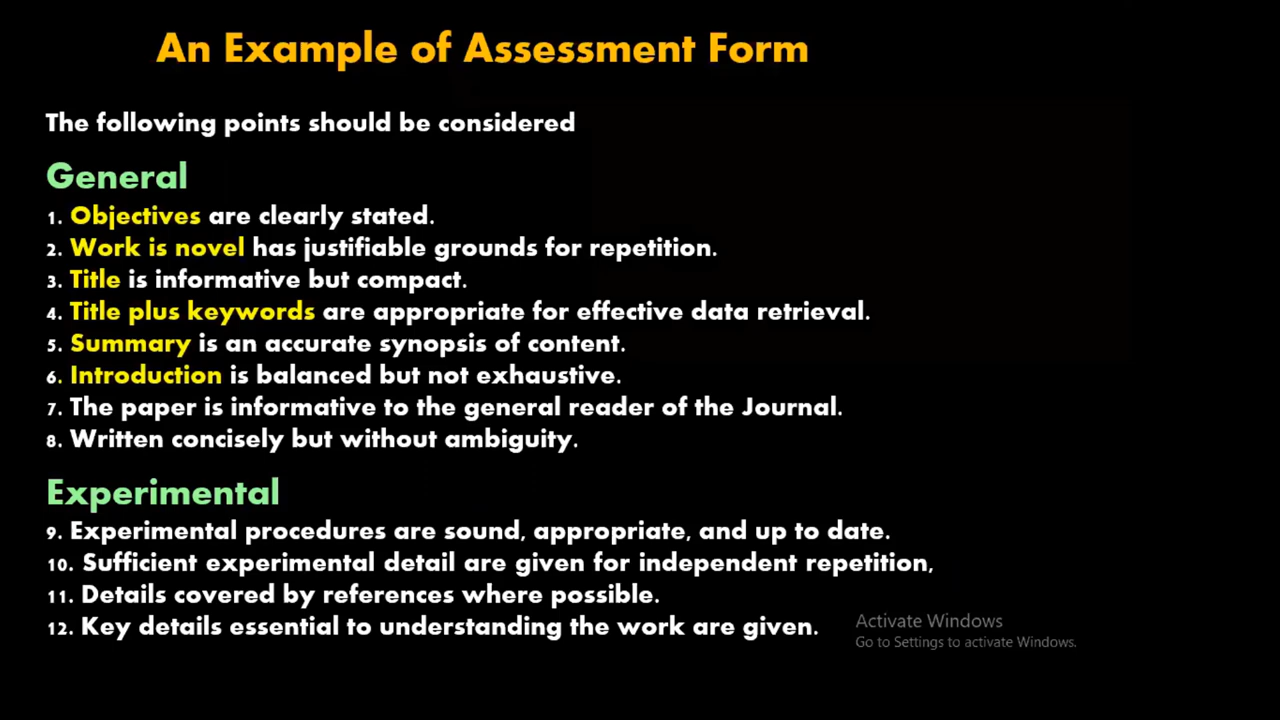 An Example of Assessment Form
The following points should be considered
General
1. Objectives are clearly stated.
2. Work is novel has justifiable grounds for repetition.
3. Title is informative but compact.
4. Title plus keywords are appropriate for effective data retrieval.
5. Summary is an accurate synopsis of content.
6. Introduction is balanced but not exhaustive.
7. The paper is informative to the general reader of the Journal.
8. Written concisely but without ambiguity.
Experimental
9. Experimental procedures are sound, appropriate, and up to date.
10. Sufficient experimental detail are given for independent repetition,
11. Details covered by references where possible.
12. Key details essential to understanding the work are given.
Activate Windows
Go to Settings to activate Windows.